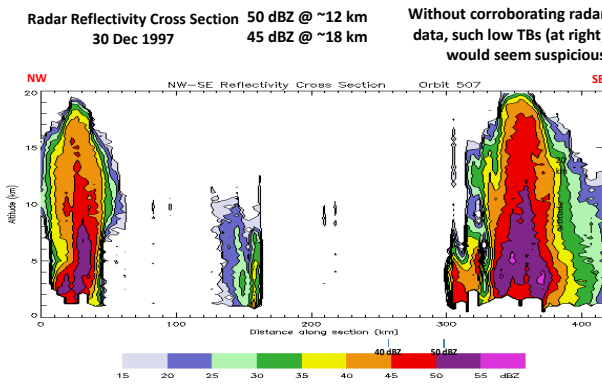 Radar Reflectivity Cross Section
30 Dec 1997
50 dBZ @ ~12 km
45 dBZ @ ~18 km
Without corroborating radar
data, such low TBs (at right
would seem suspicious
NW
SE
NW-SE Reflectivity Cross Section Orbit 507
Altitude (km)
20
15
10
5
0
0 100 200 300 400
Distance along section (km)
40 dBZ 50 dBZ
15 20 25 30 35 40 45 50 55 dBZ